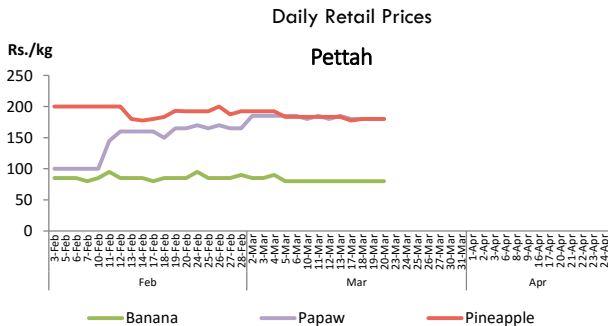 Daily Retail Prices
Rs./kg
Pettah
250
200
150
100
50
0
3-Feb 5-Feb 6-Feb 7-Feb 10-Feb 11-Feb 12-Feb 13-Feb 14-Feb 17-Feb 18-Feb 19-Feb 20-Feb 24-Feb 25-Feb 26-Feb 27-Feb 28-Feb 2-Mar 3-Mar 4-Mar 5-Mar 6-Mar 10-Mar 11-Mar 12-Mar 13-Mar 17-Mar 18-Mar 19-Mar 20-Mar 23-Mar 24-Mar 25-Mar 26-Mar 27-Mar 30-Mar 31-Mar 1-Apr 2-Apr 3-Apr 6-Apr 8-Apr 9-Apr 16-Apr 17-Apr 20-Apr 21-Apr 22-Apr 23-Apr 24-Apr
Feb Mar Apr
Banana Papaw Pineapple